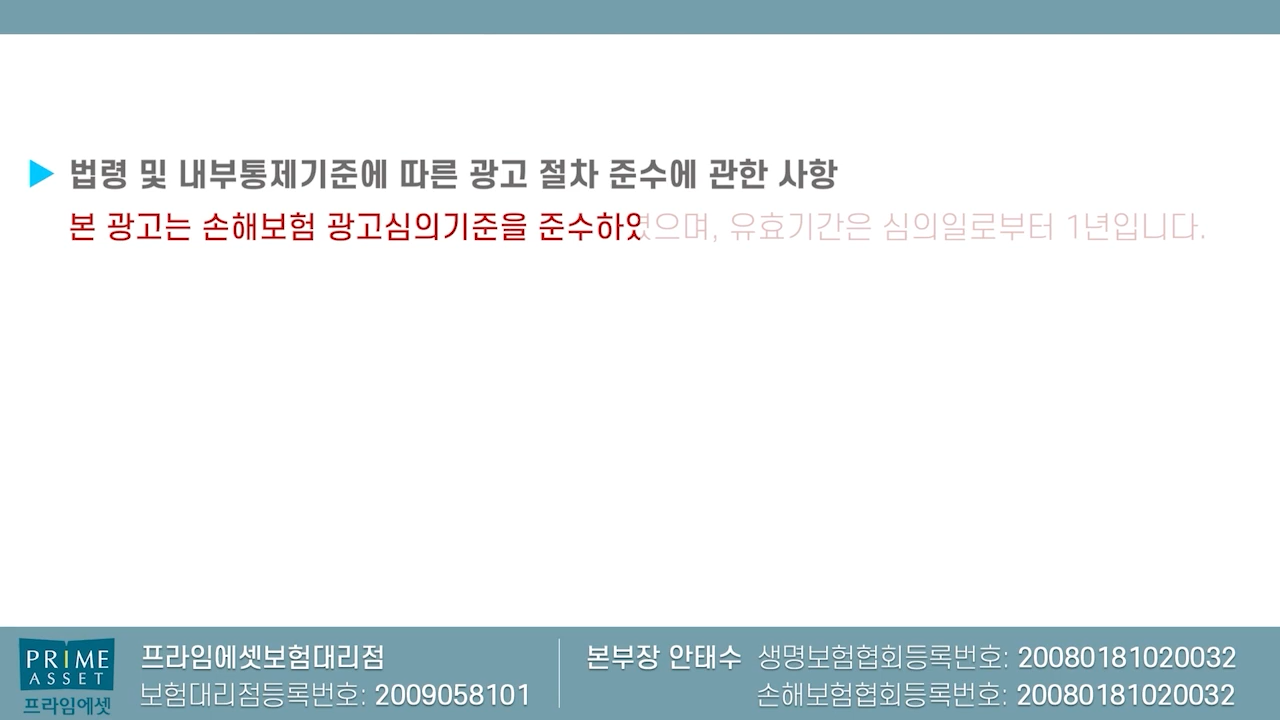 ▶ 법령 및 내부통제기준에 따른 광고 절차 준수에 관한 사항
본 광고는 손해보험 광고심의기준을 준수하였으며, 유효기간은 심의일로부터 1년입니다.
PRIME
ASSET
프라임에셋
프라임에셋보험대리점
보험대리점등록번호: 2009058101
본부장 안태수 생명보험협회등록번호: 20080181020032
손해보험협회등록번호: 20080181020032